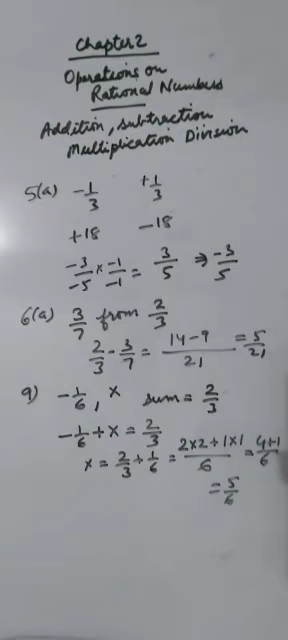 Chapter 2
Operations on
Rational Numbers
Addition, subtraction
Multiplication Division
5(a) -1/3 +1/3
+18 -18
-3/-5 × -1/-1 = 3/5 ⇒ -3/5
6(a) 3/7 from 2/3
2/3 - 3/7 = 14-9/21 = 5/21
9) -1/6, x sum = 2/3
-1/6 + x = 2/3
x = 2/3 + 1/6 = 2×2+1×1/6 = 4+1/6
= 5/6